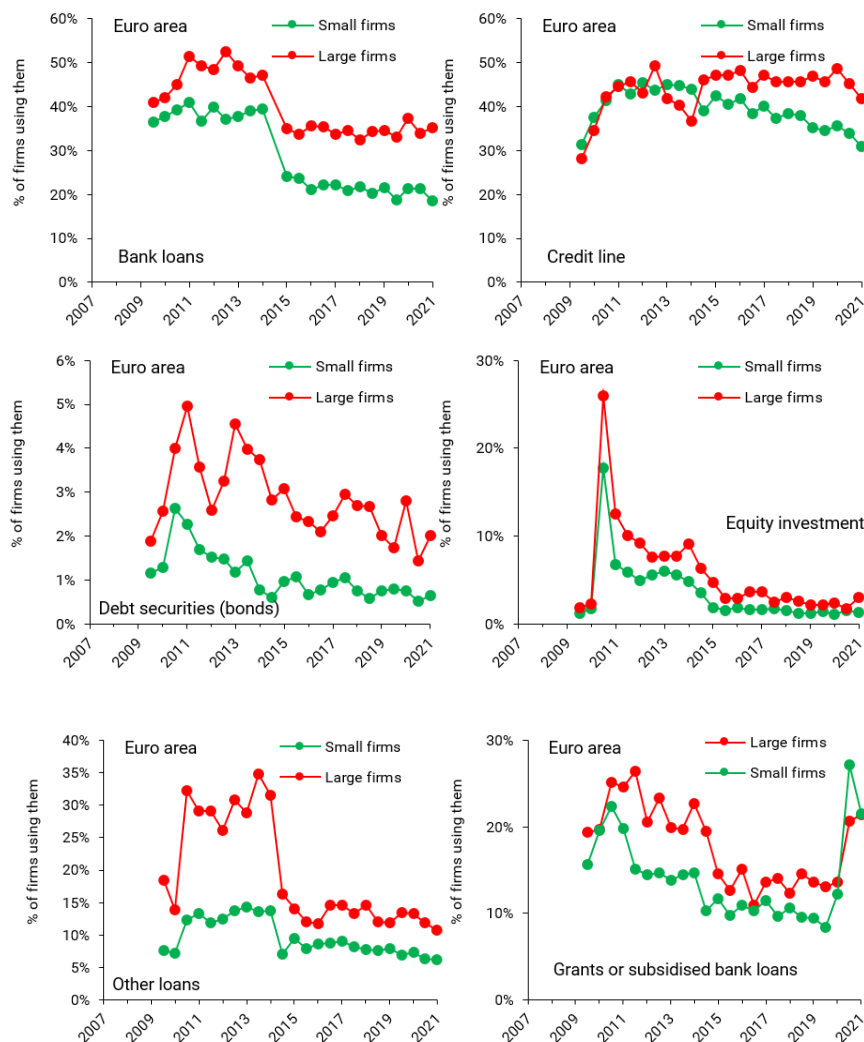 Euro area
Small firms
Large firms
% of firms using them
60%
50%
40%
30%
20%
10%
0%
2007
2009
2011
2013
2015
2017
2019
2021
Bank loans
Euro area
Small firms
Large firms
% of firms using them
60%
50%
40%
30%
20%
10%
0%
2007
2009
2011
2013
2015
2017
2019
2021
Credit line
Euro area
Small firms
Large firms
% of firms using them
6%
5%
4%
3%
2%
1%
0%
2007
2009
2011
2013
2015
2017
2019
2021
Debt securities (bonds)
Euro area
Small firms
Large firms
% of firms using them
30%
20%
10%
0%
2007
2009
2011
2013
2015
2017
2019
2021
Equity investment
Euro area
Small firms
Large firms
% of firms using them
40%
35%
30%
25%
20%
15%
10%
5%
0%
2007
2009
2011
2013
2015
2017
2019
2021
Other loans
Euro area
Large firms
Small firms
% of firms using them
30%
20%
10%
0%
2007
2009
2011
2013
2015
2017
2019
2021
Grants or subsidised bank loans